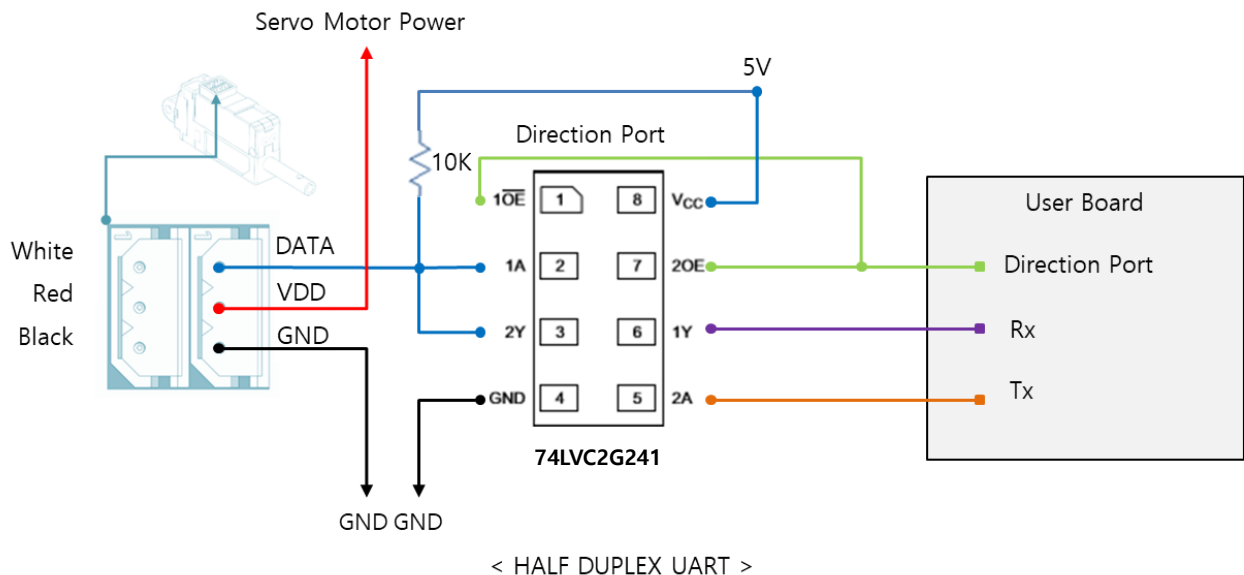 Servo Motor Power
5V
Direction Port
10K
1OE
1
8
VCC
White
DATA
1A
2
7
2OE
Red
VDD
Black
GND
2Y
3
6
1Y
GND
4
5
2A
74LVC2G241
User Board
Direction Port
Rx
Tx
GND GND
< HALF DUPLEX UART >